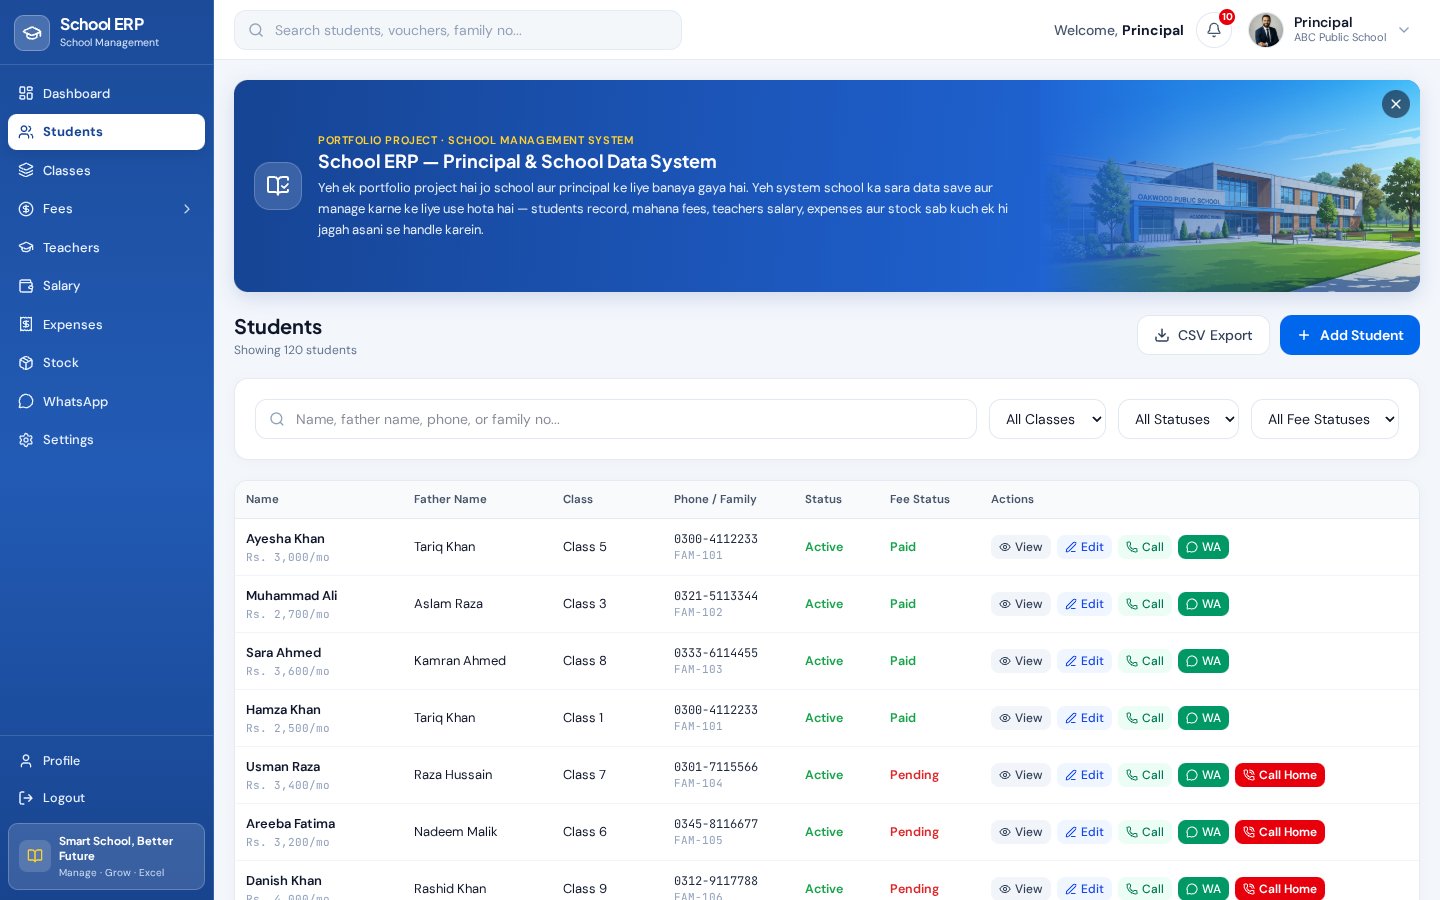 School ERP
School Management
Dashboard
Students
Classes
Fees
Teachers
Salary
Expenses
Stock
WhatsApp
Settings
Profile
Logout
Smart School, Better
Future
Manage · Grow · Excel
Search students, vouchers, family no...
Welcome, Principal
10
Principal
ABC Public School
PORTFOLIO PROJECT · SCHOOL MANAGEMENT SYSTEM
School ERP — Principal & School Data System
Yeh ek portfolio project hai jo school aur principal ke liye banaya gaya hai. Yeh system school ka sara data save aur
manage karne ke liye use hota hai — students record, mahana fees, teachers salary, expenses aur stock sab kuch ek hi
jagah asani se handle karein.
OAKWOOD PUBLIC SCHOOL
Students
Showing 120 students
CSV Export
Add Student
Name, father name, phone, or family no...
All Classes
All Statuses
All Fee Statuses
Name Father Name Class Phone / Family Status Fee Status Actions
Ayesha Khan Tariq Khan Class 5 0300-4112233 Active Paid View Edit Call WA
Rs. 3,000/mo FAM-101
Muhammad Ali Aslam Raza Class 3 0321-5113344 Active Paid View Edit Call WA
Rs. 2,700/mo FAM-102
Sara Ahmed Kamran Ahmed Class 8 0333-6114455 Active Paid View Edit Call WA
Rs. 3,600/mo FAM-103
Hamza Khan Tariq Khan Class 1 0300-4112233 Active Paid View Edit Call WA
Rs. 2,500/mo FAM-101
Usman Raza Raza Hussain Class 7 0301-7115566 Active Pending View Edit Call WA Call Home
Rs. 3,400/mo FAM-104
Areeba Fatima Nadeem Malik Class 6 0345-8116677 Active Pending View Edit Call WA Call Home
Rs. 3,200/mo FAM-105
Danish Khan Rashid Khan Class 9 0312-9117788 Active Pending View Edit Call WA Call Home
Rs. 4,000/mo FAM-106